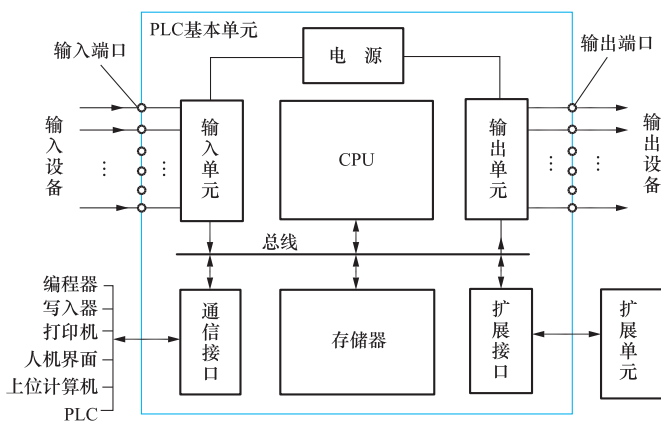 PLC基本单元
输入端口
电 源
输出端口
输入设备
输入单元
CPU
输出单元
输出设备
总线
编程器
写入器
打印机
人机界面
上位计算机
PLC
通信接口
存储器
扩展接口
扩展单元